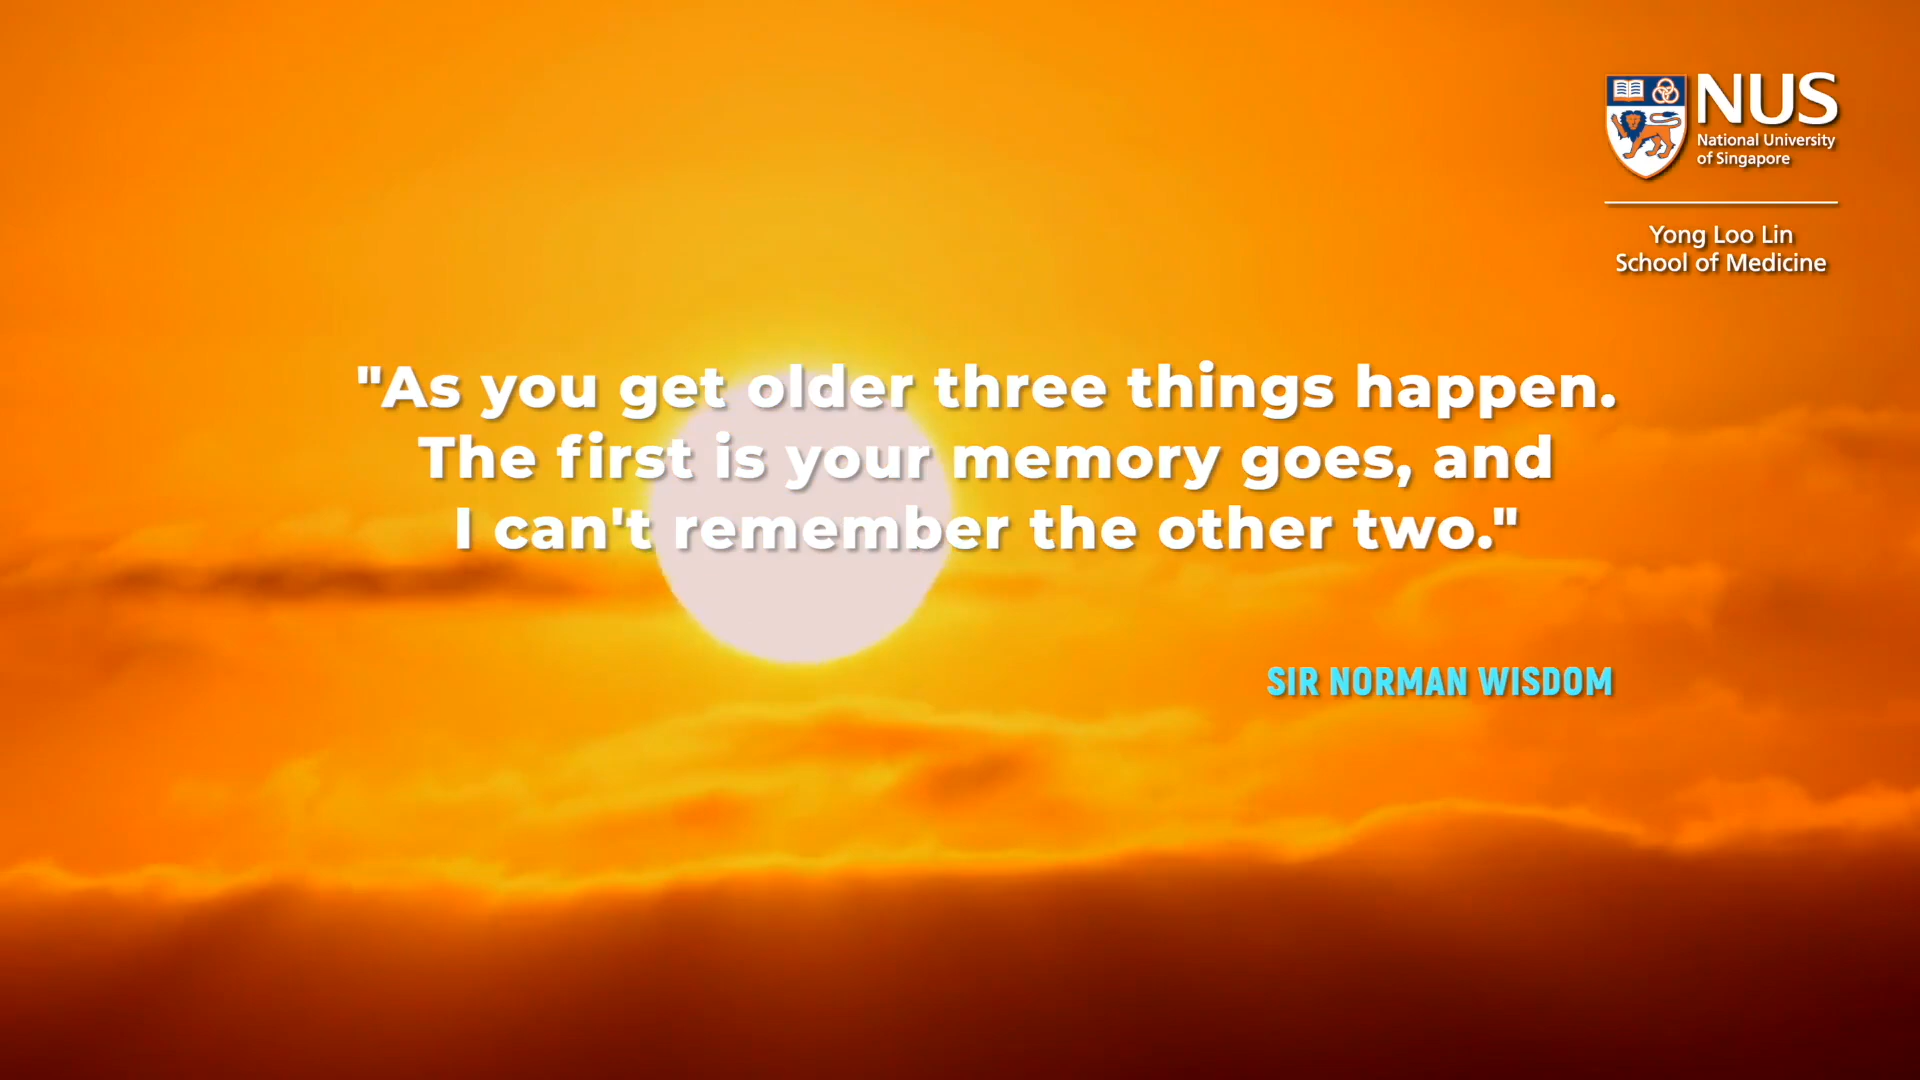 NUS
National University
of Singapore
Yong Loo Lin
School of Medicine
"As you get older three things happen.
The first is your memory goes, and
I can't remember the other two."
SIR NORMAN WISDOM